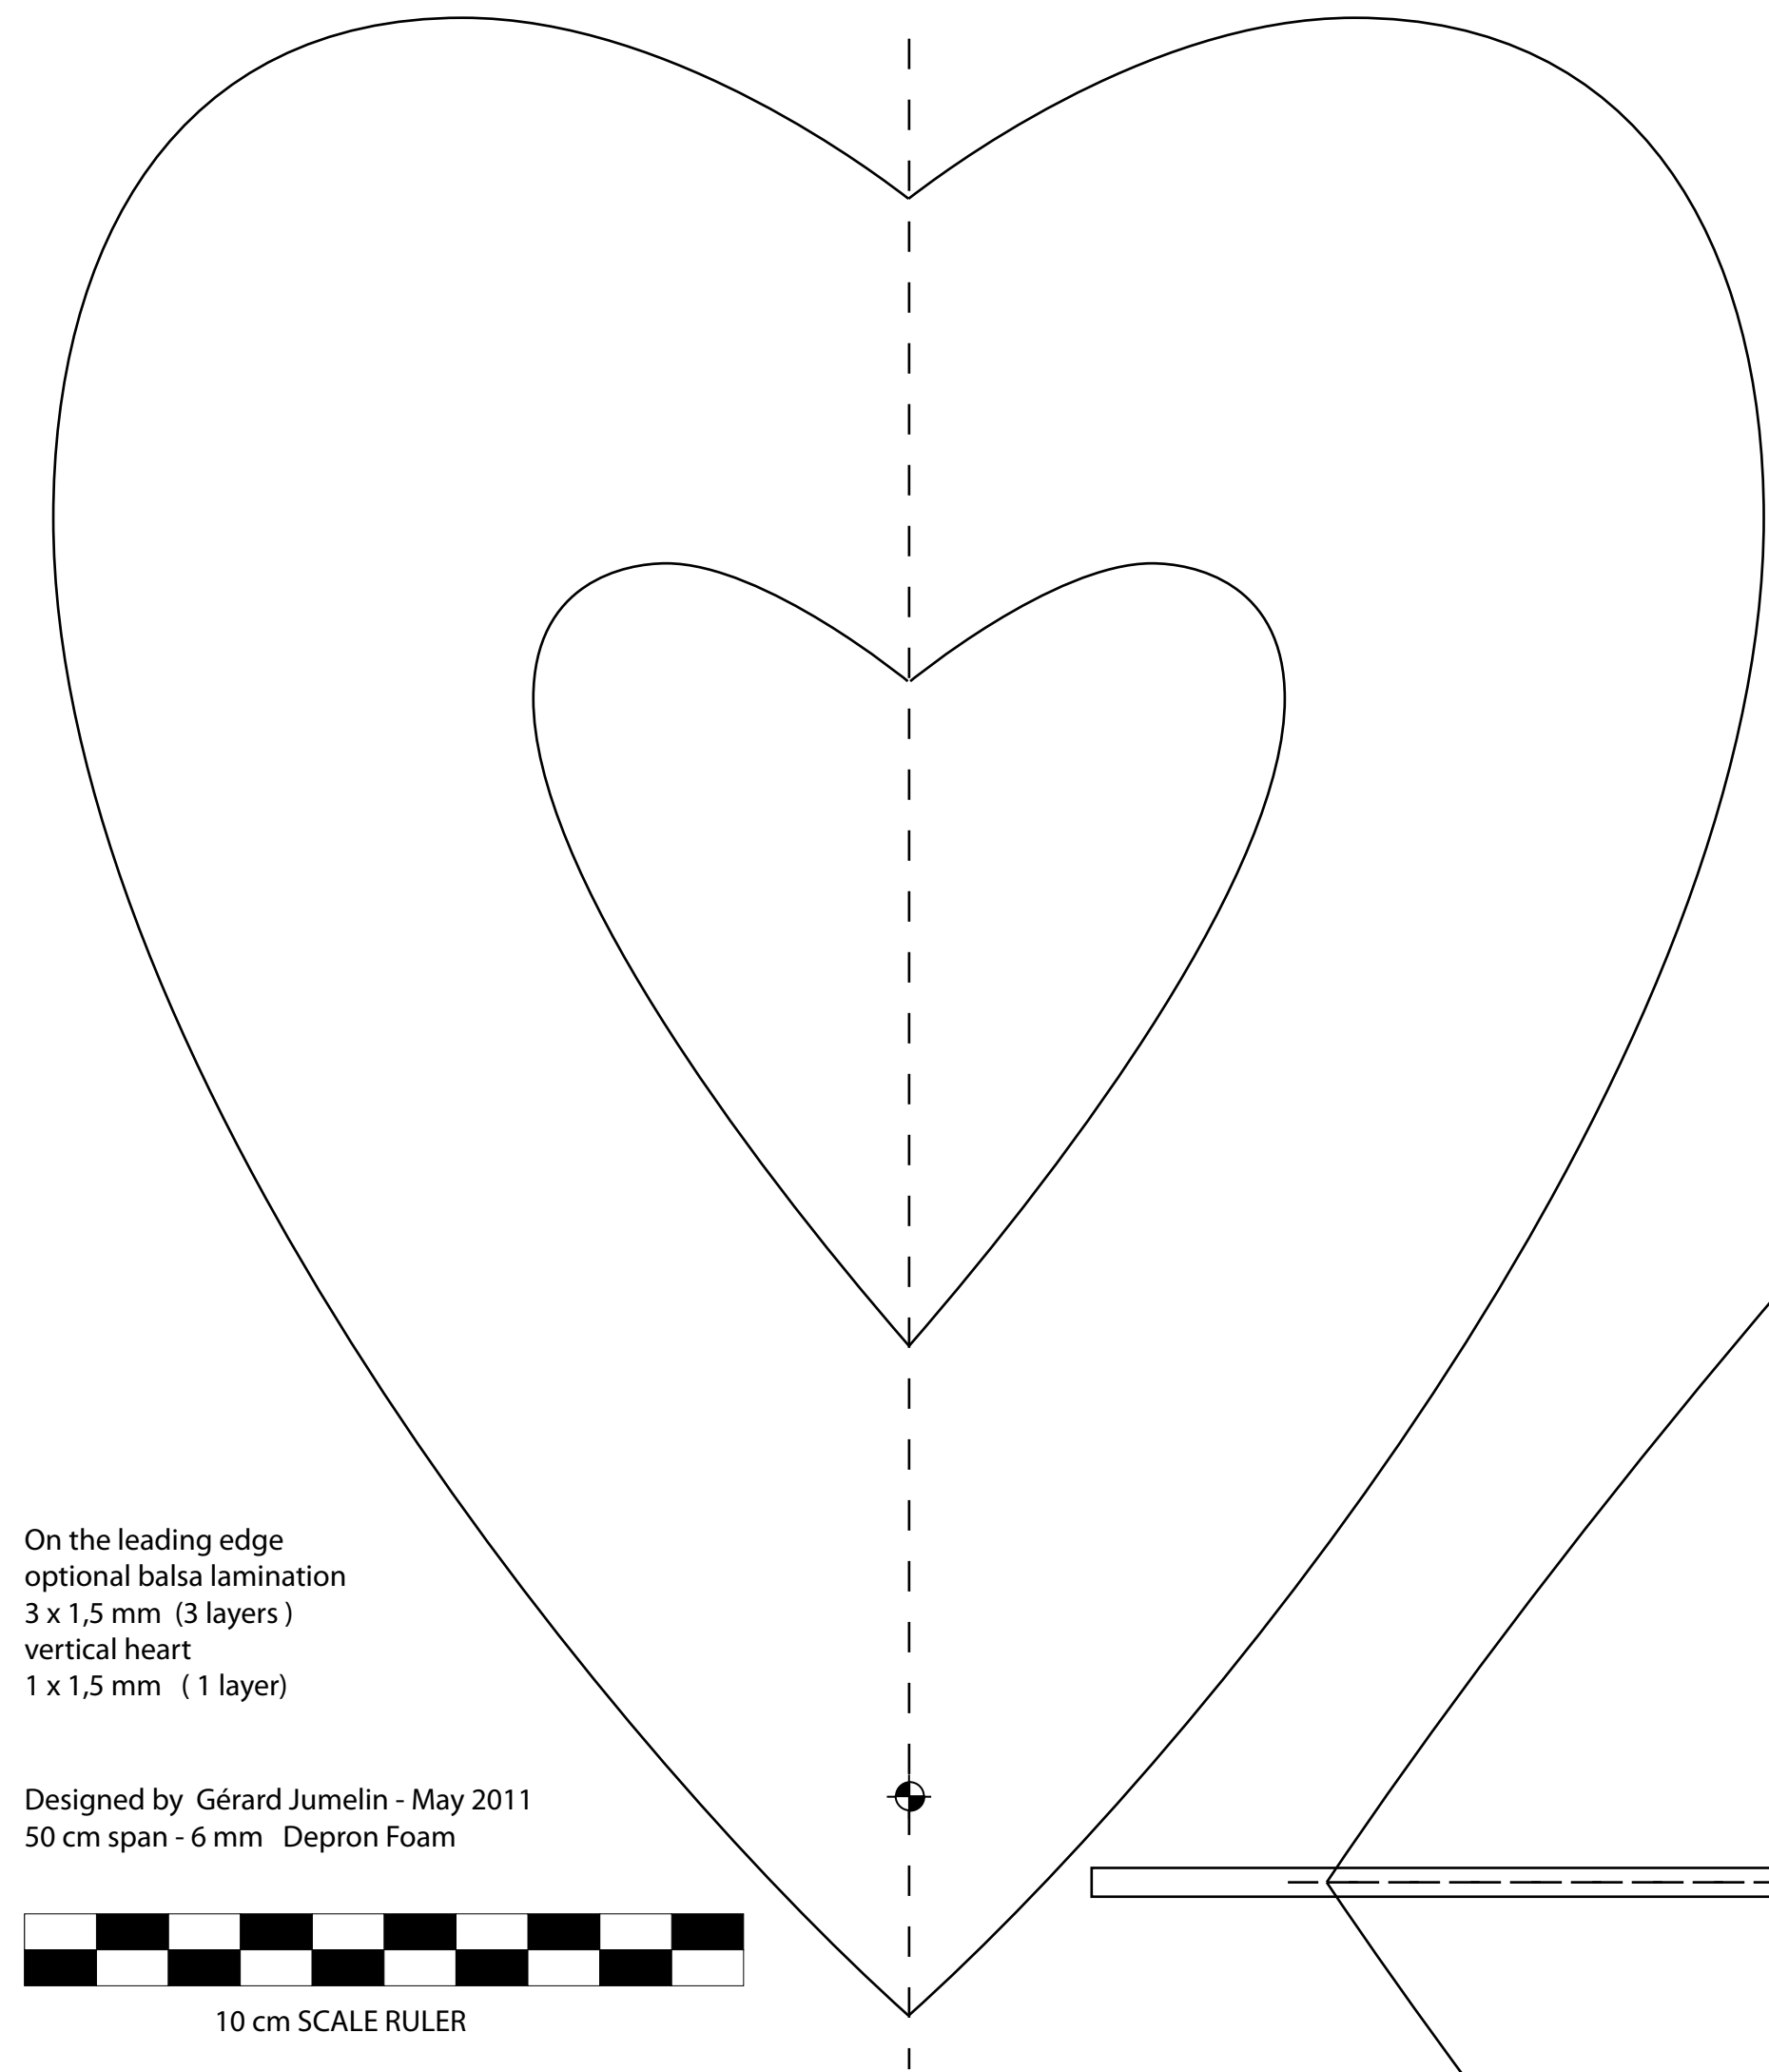 On the leading edge
optional balsa lamination
3 x 1,5 mm  (3 layers )
vertical heart
1 x 1,5 mm   ( 1 layer)
Designed by  Gérard Jumelin - May 2011
50 cm span - 6 mm   Depron Foam
10 cm SCALE RULER